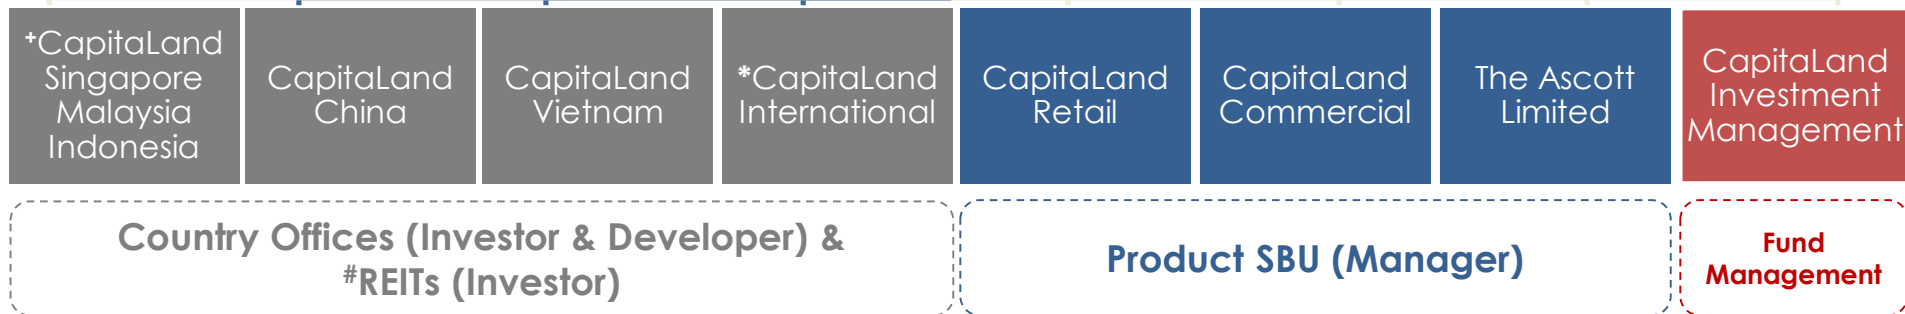 +CapitaLand
Singapore
Malaysia
Indonesia
CapitaLand
China
CapitaLand
Vietnam
*CapitaLand
International
CapitaLand
Retail
CapitaLand
Commercial
The Ascott
Limited
CapitaLand
Investment
Management
Country Offices (Investor & Developer) &
#REITs (Investor)
Product SBU (Manager)
Fund
Management